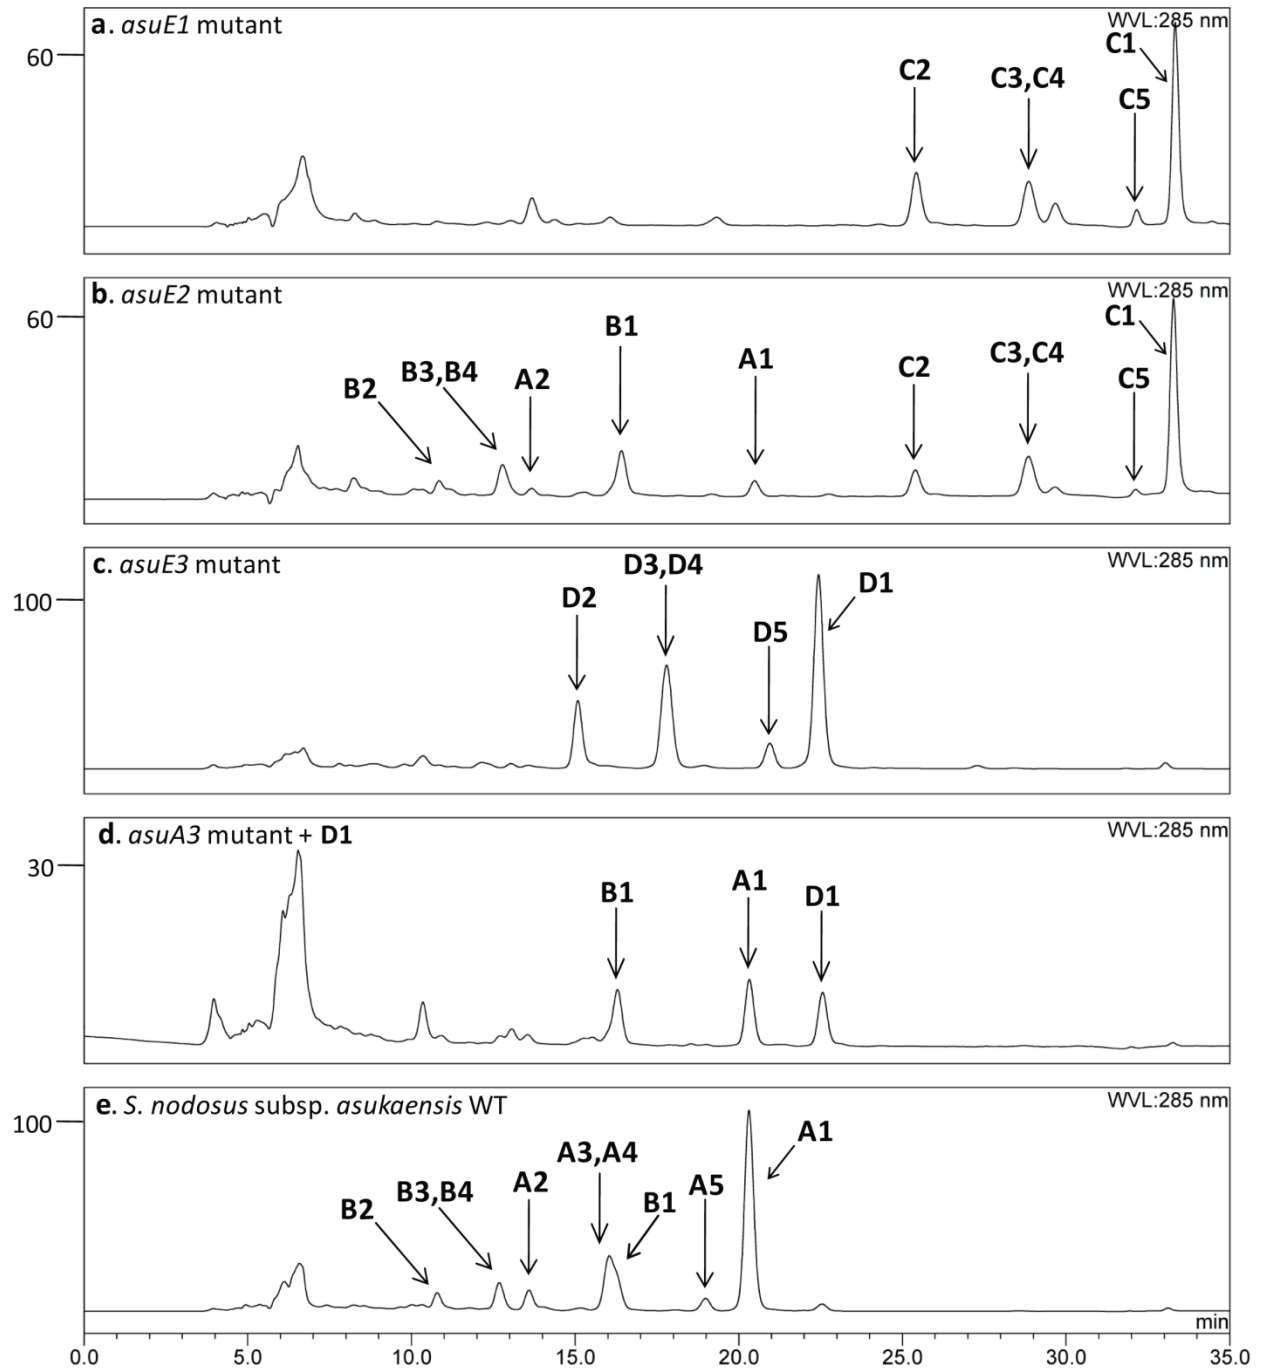 a. asuE1 mutant
WVL:285 nm
60
C1
C2
C3,C4
C5
b. asuE2 mutant
WVL:285 nm
60
C1
B1
B3,B4
B2
A2
A1
C2
C3,C4
C5
c. asuE3 mutant
WVL:285 nm
100
D2
D3,D4
D5
D1
d. asuA3 mutant + D1
WVL:285 nm
30
B1
A1
D1
e. S. nodosus subsp. asukaensis WT
WVL:285 nm
100
B2
B3,B4
A2
A3,A4
B1
A5
A1
min
0.0 5.0 10.0 15.0 20.0 25.0 30.0 35.0